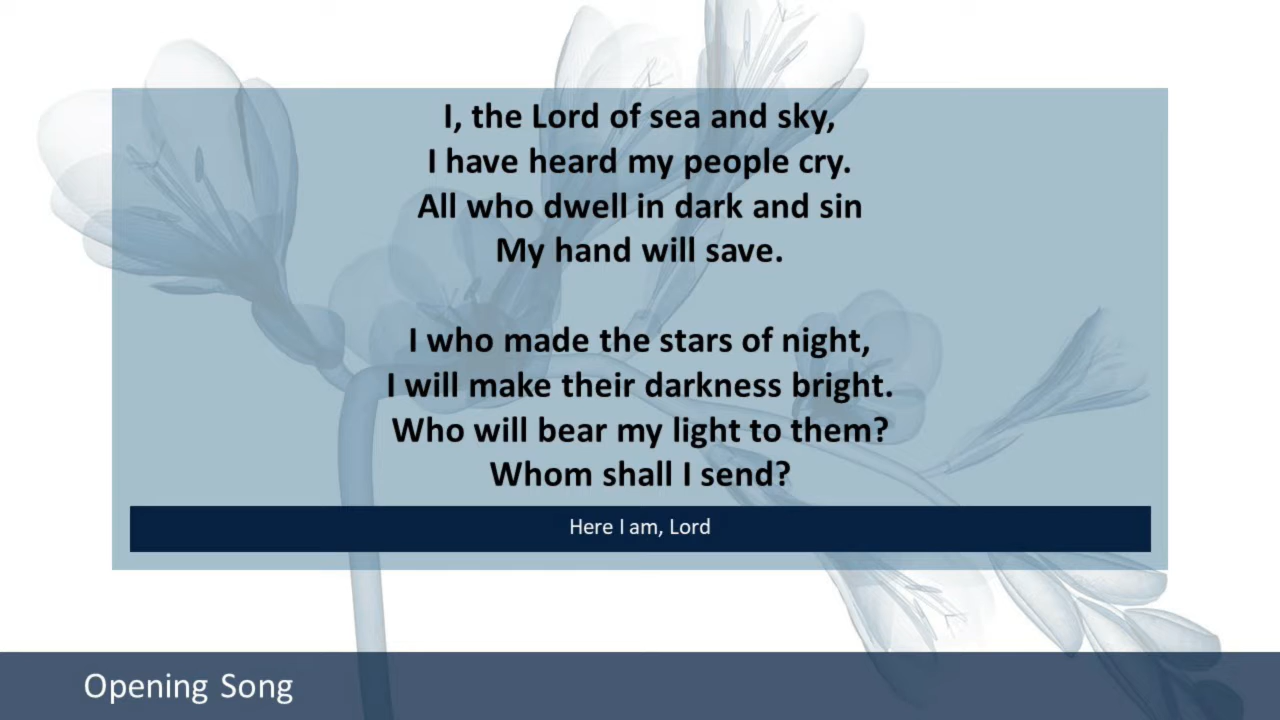 I, the Lord of sea and sky,
I have heard my people cry.
All who dwell in dark and sin
My hand will save.
I who made the stars of night,
I will make their darkness bright.
Who will bear my light to them?
Whom shall I send?
Here I am, Lord
Opening Song